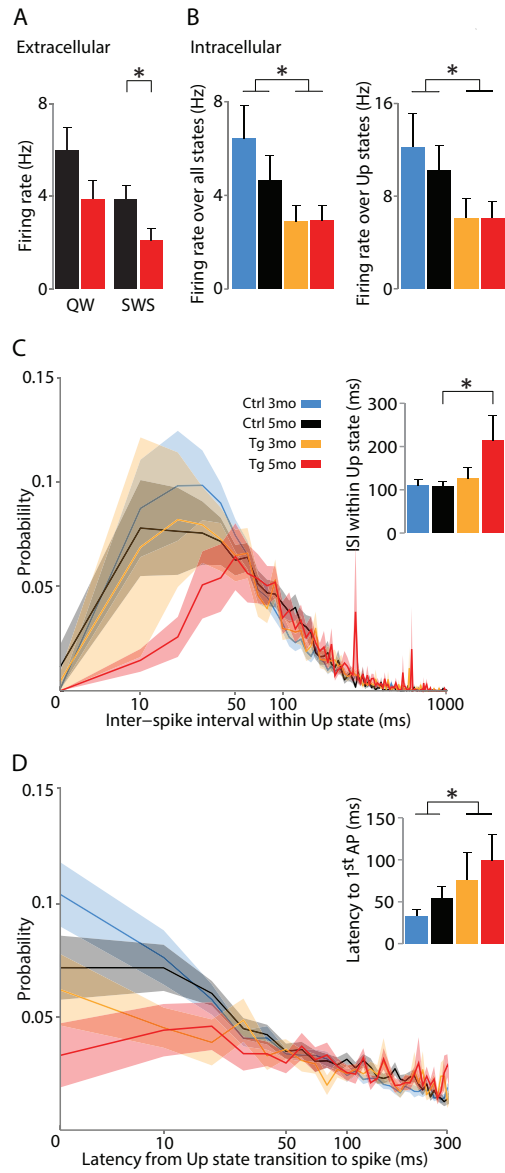 A
Extracellular
*
8
4
0
Firing rate (Hz)
QW
SWS
B
Intracellular
*
8
4
0
Firing rate over all states (Hz)
*
16
8
0
Firing rate over Up states (Hz)
C
0.15
0.1
0.05
0
Probabililty
Ctrl 3mo
Ctrl 5mo
Tg 3mo
Tg 5mo
*
300
200
100
0
ISI within Up state (ms)
0
10
50
100
1000
Inter−spike interval within Up state (ms)
D
0.15
0.1
0.05
0
Probability
*
150
100
50
0
Latency to 1st AP (ms)
0
10
50
100
300
Latency from Up state transition to spike (ms)